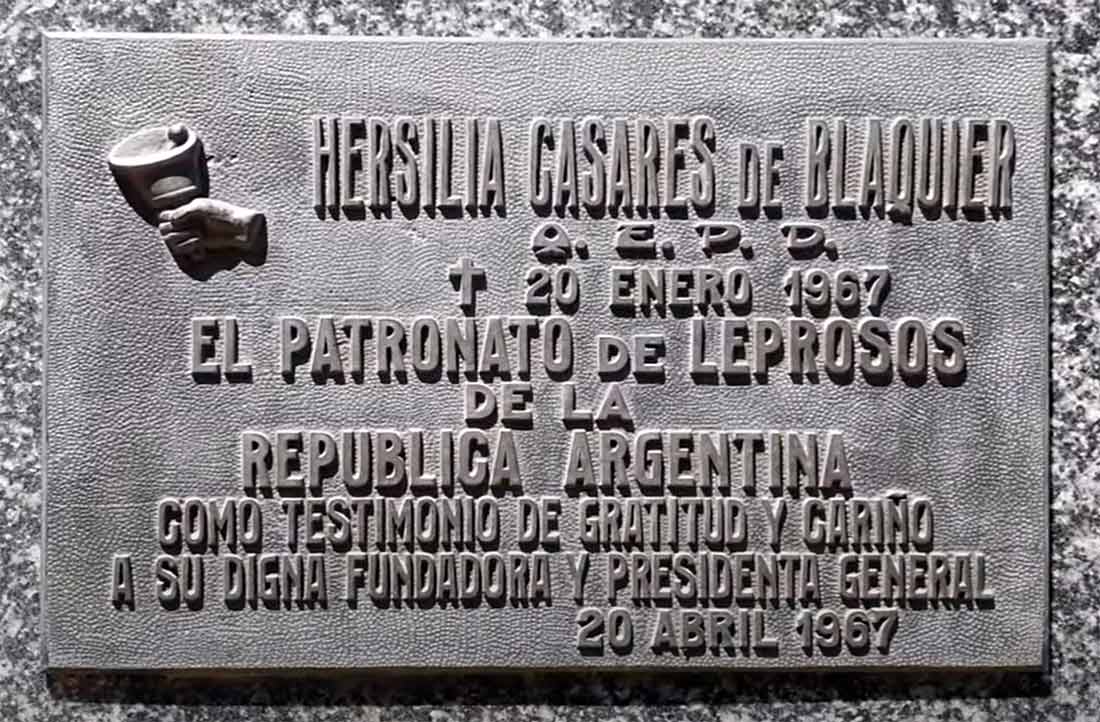 HERSILIA CASARES DE BLAQUIER
Q. E. P. D.
† 20 ENERO 1967
EL PATRONATO DE LEPROSOS
DE LA
REPUBLICA ARGENTINA
COMO TESTIMONIO DE GRATITUD Y CARIÑO
A SU DIGNA FUNDADORA Y PRESIDENTA GENERAL
20 ABRIL 1967